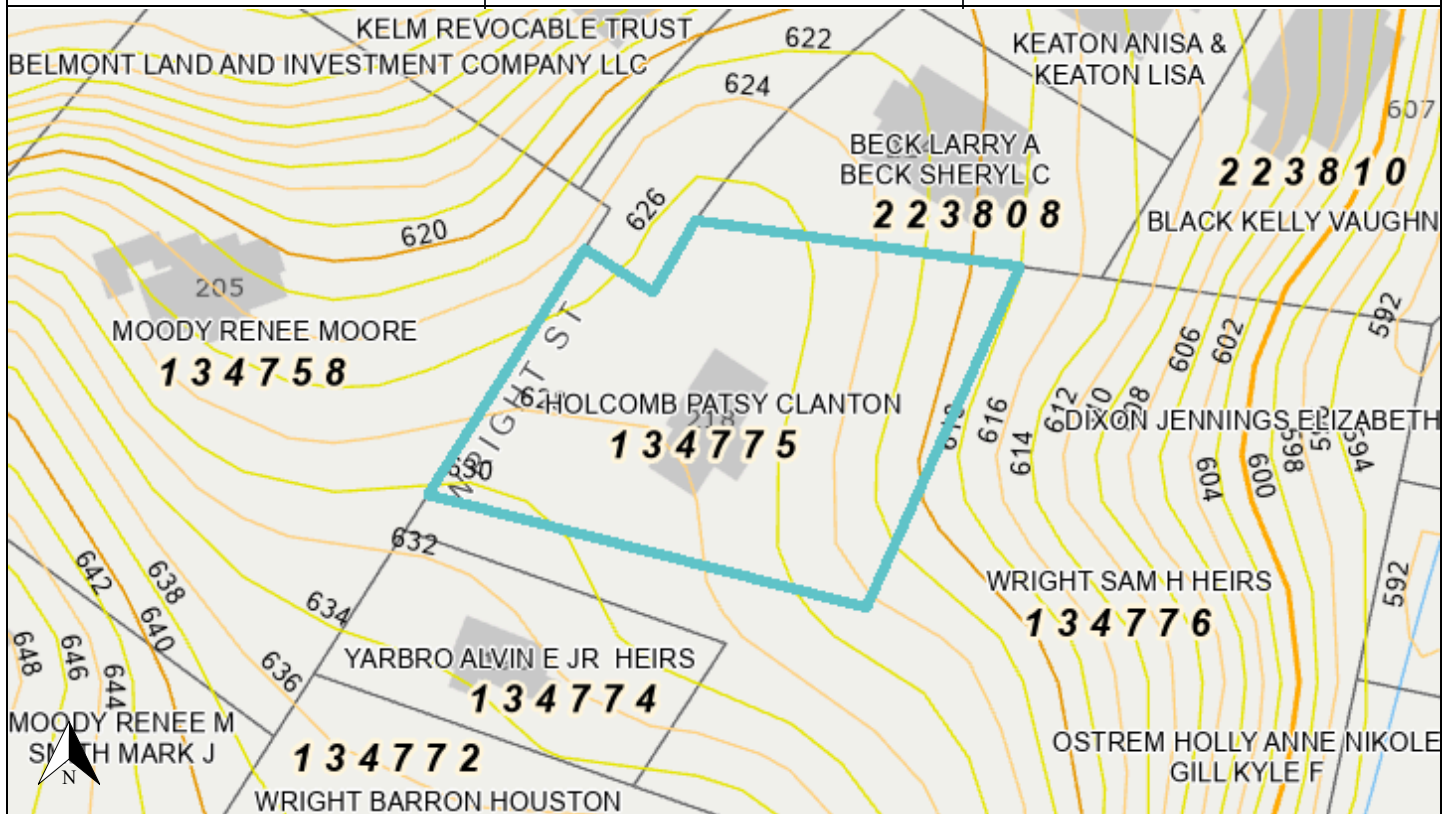 KELM REVOCABLE TRUST
BELMONT LAND AND INVESTMENT COMPANY LLC
622
624
KEATON ANISA &
KEATON LISA
607
BECK LARRY A
BECK SHERYL C
223808
223810
BLACK KELLY VAUGHN
626
620
205
MOODY RENEE MOORE
134758
WRIGHT ST
HOLCOMB PATSY CLANTON
218
134775
630
592
606
602
616
614
612
DIXON JENNINGS ELIZABETH
604
600
598
594
632
642
638
634
640
636
648
646
644
592
WRIGHT SAM H HEIRS
134776
YARBRO ALVIN E JR HEIRS
134774
MOODY RENEE M
SMITH MARK J
N
134772
WRIGHT BARRON HOUSTON
OSTREM HOLLY ANNE NIKOLE
GILL KYLE F